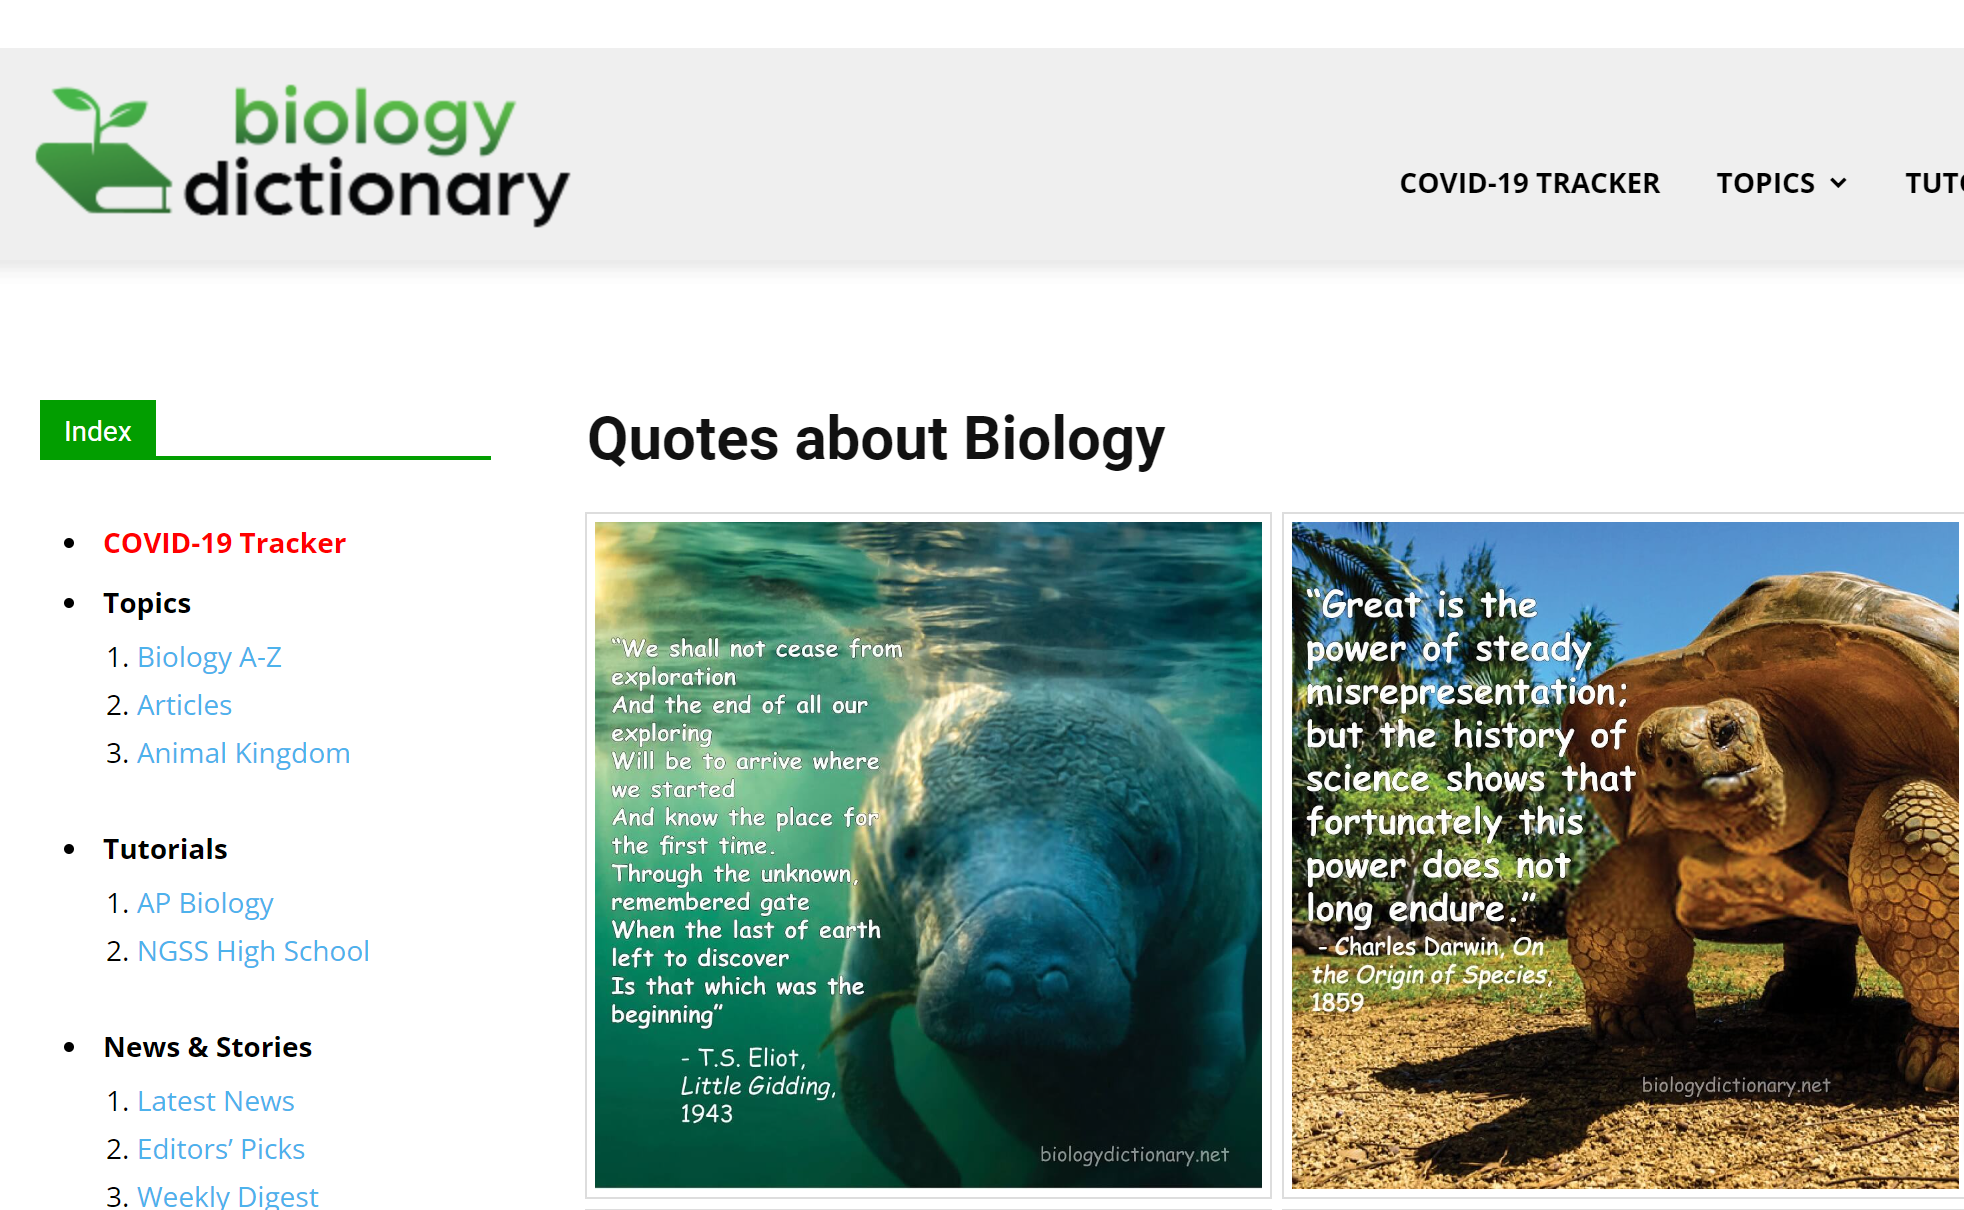 biology
dictionary
COVID-19 TRACKER
TOPICS
Index
COVID-19 Tracker
Topics
1. Biology A-Z
2. Articles
3. Animal Kingdom
Tutorials
1. AP Biology
2. NGSS High School
News & Stories
1. Latest News
2. Editors’ Picks
3. Weekly Digest
Quotes about Biology
“We shall not cease from
exploration
And the end of all our
exploring
Will be to arrive where
we started
And know the place for
the first time.
Through the unknown,
remembered gate
When the last of earth
left to discover
Is that which was the
beginning”
- T.S. Eliot,
Little Gidding,
1943
biologydictionary.net
“Great is the
power of steady
misrepresentation;
but the history of
science shows that
fortunately this
power does not
long endure.”
- Charles Darwin, On
the Origin of Species,
1859
biologydictionary.net